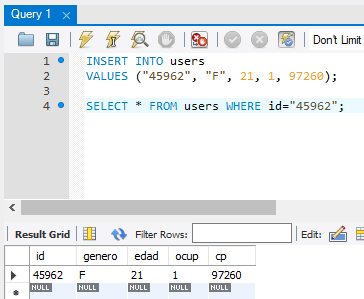 Query 1
Don't Limit
1 INSERT INTO users
2 VALUES ("45962", "F", 21, 1, 97260);
3
4 SELECT * FROM users WHERE id="45962";
Result Grid Filter Rows: Edit:
id genero edad ocup cp
45962 F 21 1 97260
NULL NULL NULL NULL NULL